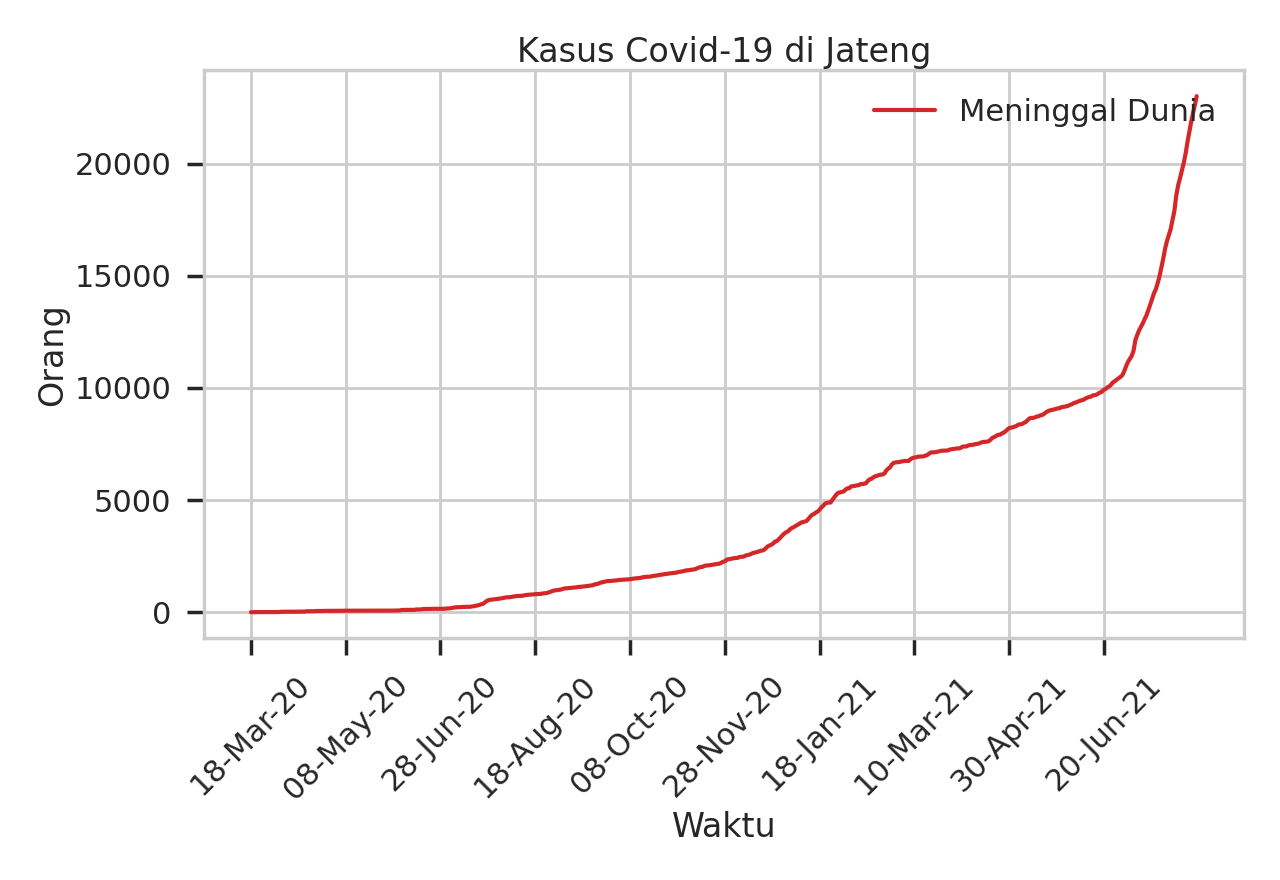 Kasus Covid-19 di Jateng
Meninggal Dunia
Orang
20000
15000
10000
5000
0
18-Mar-20
08-May-20
28-Jun-20
18-Aug-20
08-Oct-20
28-Nov-20
18-Jan-21
10-Mar-21
30-Apr-21
20-Jun-21
Waktu